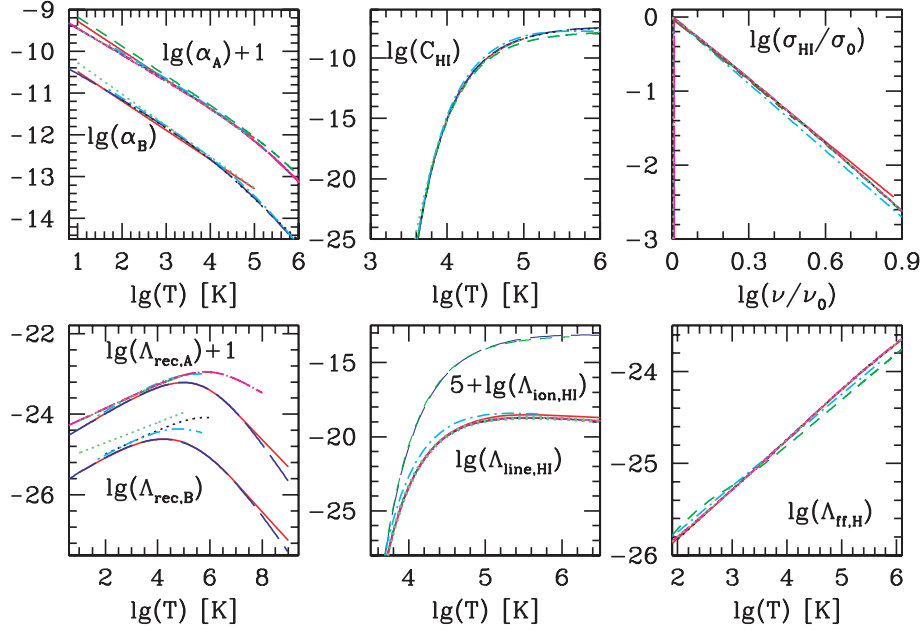 -9
-10
-11
-12
-13
-14
lg(α_A)+1
lg(α_B)
1 2 3 4 5 6
lg(T) [K]
-10
-15
-20
-25
lg(C_HI)
3 4 5 6
lg(T) [K]
0
-1
-2
-3
lg(σ_HI/σ_0)
0 0.3 0.6 0.9
lg(ν/ν_0)
-22
-24
-26
lg(Λ_rec,A)+1
lg(Λ_rec,B)
2 4 6 8
lg(T) [K]
-15
-20
-25
5+lg(Λ_ion,HI)
lg(Λ_line,HI)
4 5 6
lg(T) [K]
-24
-25
-26
lg(Λ_ff,H)
2 3 4 5 6
lg(T) [K]